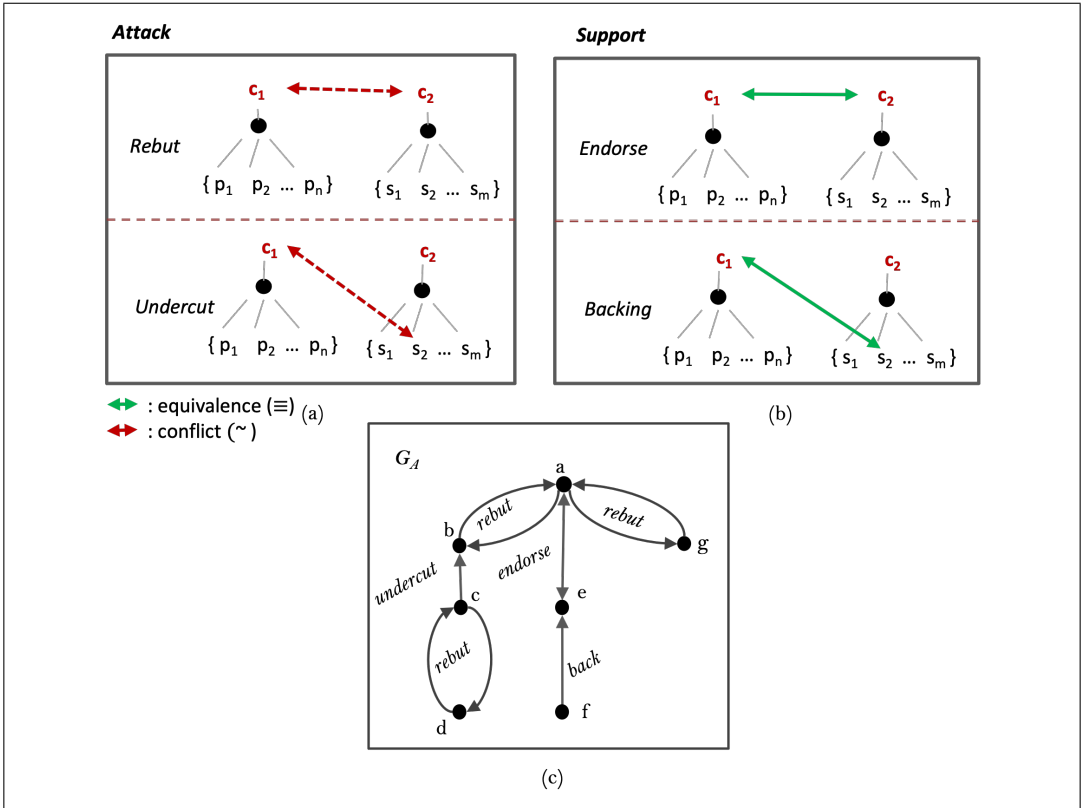 Attack
c1 c2
Rebut
{ p1 p2 ... pn } { s1 s2 ... sm }
c1 c2
Undercut
{ p1 p2 ... pn } { s1 s2 ... sm }
Support
c1 c2
Endorse
{ p1 p2 ... pn } { s1 s2 ... sm }
c1 c2
Backing
{ p1 p2 ... pn } { s1 s2 ... sm }
: equivalence (≡) (a)
: conflict (~)
(b)
GA
a
b rebut rebut g
undercut endorse
c e
rebut back
d f
(c)